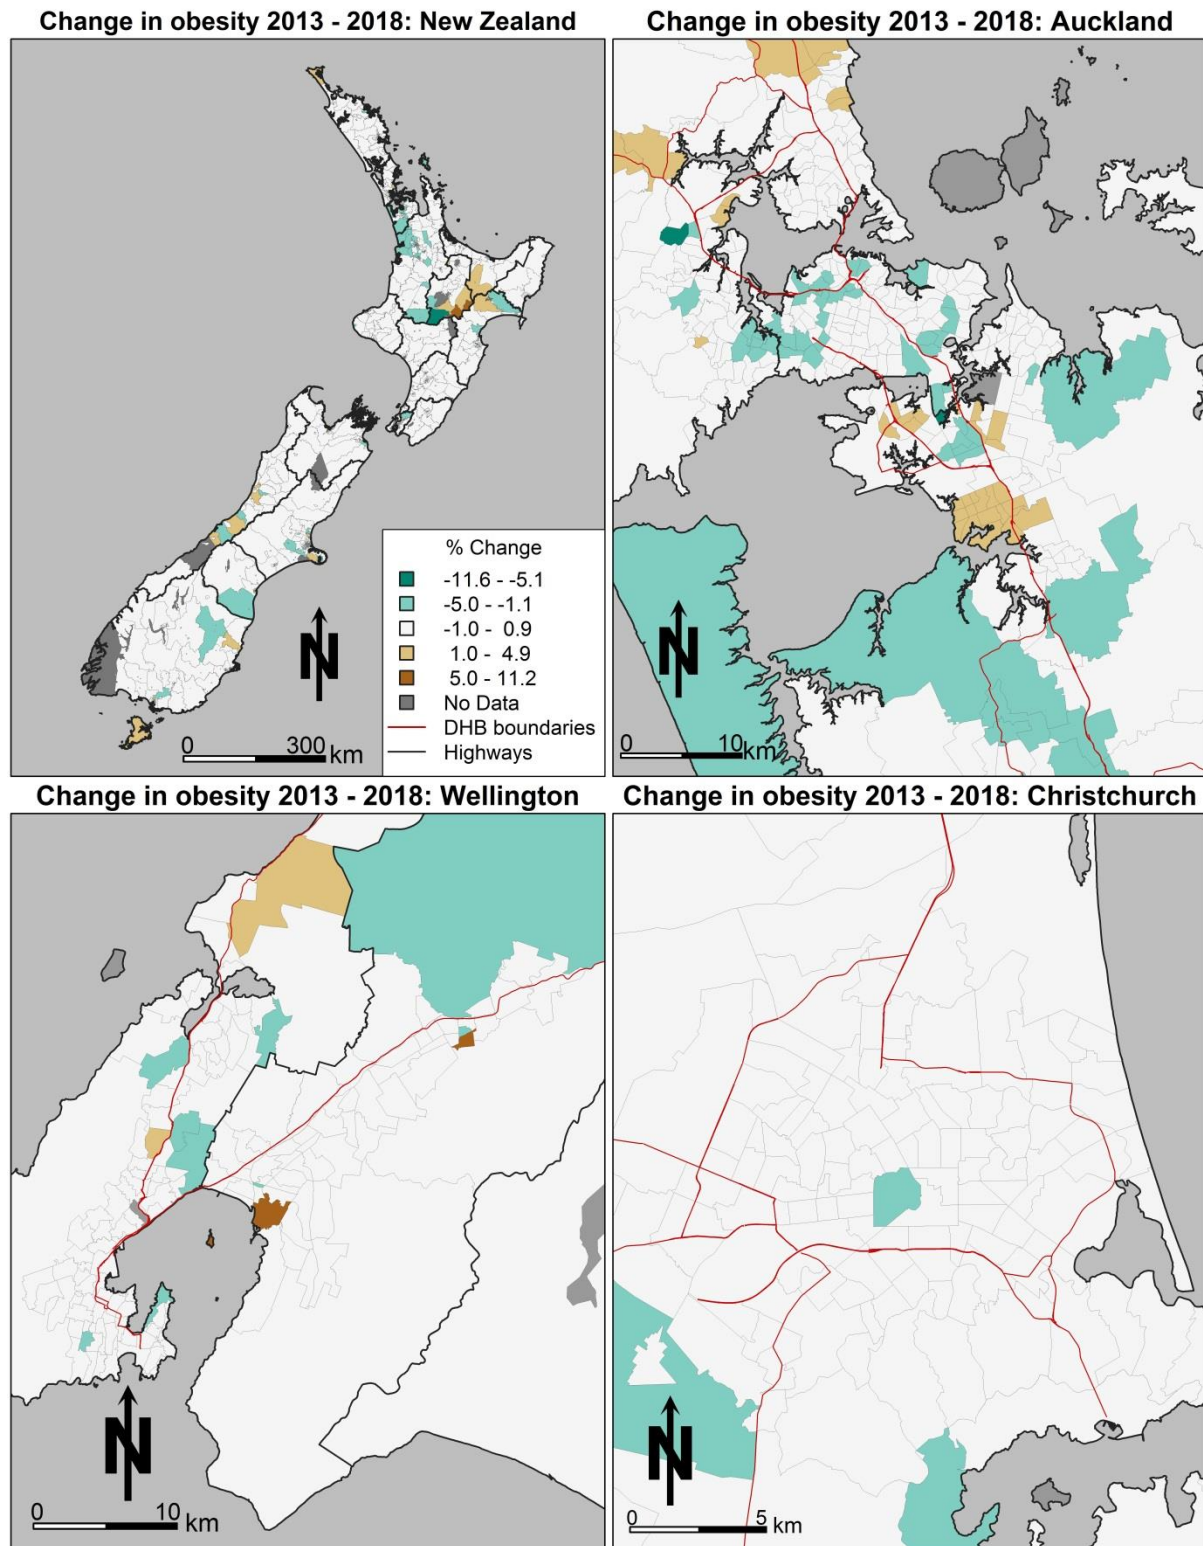 Change in obesity 2013 - 2018: New Zealand
% Change
-11.6 - -5.1
-5.0 - -1.1
-1.0 - 0.9
1.0 - 4.9
5.0 - 11.2
No Data
DHB boundaries
Highways
N
0 300 km
Change in obesity 2013 - 2018: Auckland
N
0 10 km
Change in obesity 2013 - 2018: Wellington
N
0 10 km
Change in obesity 2013 - 2018: Christchurch
N
0 5 km